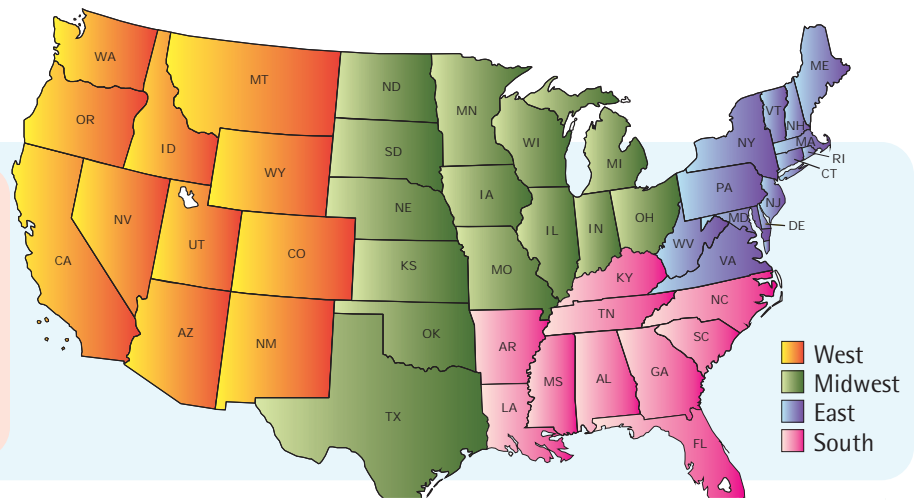 WA
MT
ME
ND
MN
OR
VT
NH
ID
WI
NY
MA
SD
MI
RI
WY
CT
IA
PA
NE
NV
NJ
OH
MD
DE
IL
IN
UT
WV
CO
CA
VA
KS
MO
KY
NC
TN
AZ
OK
SC
NM
AR
GA
West
MS
AL
Midwest
LA
East
TX
South
FL